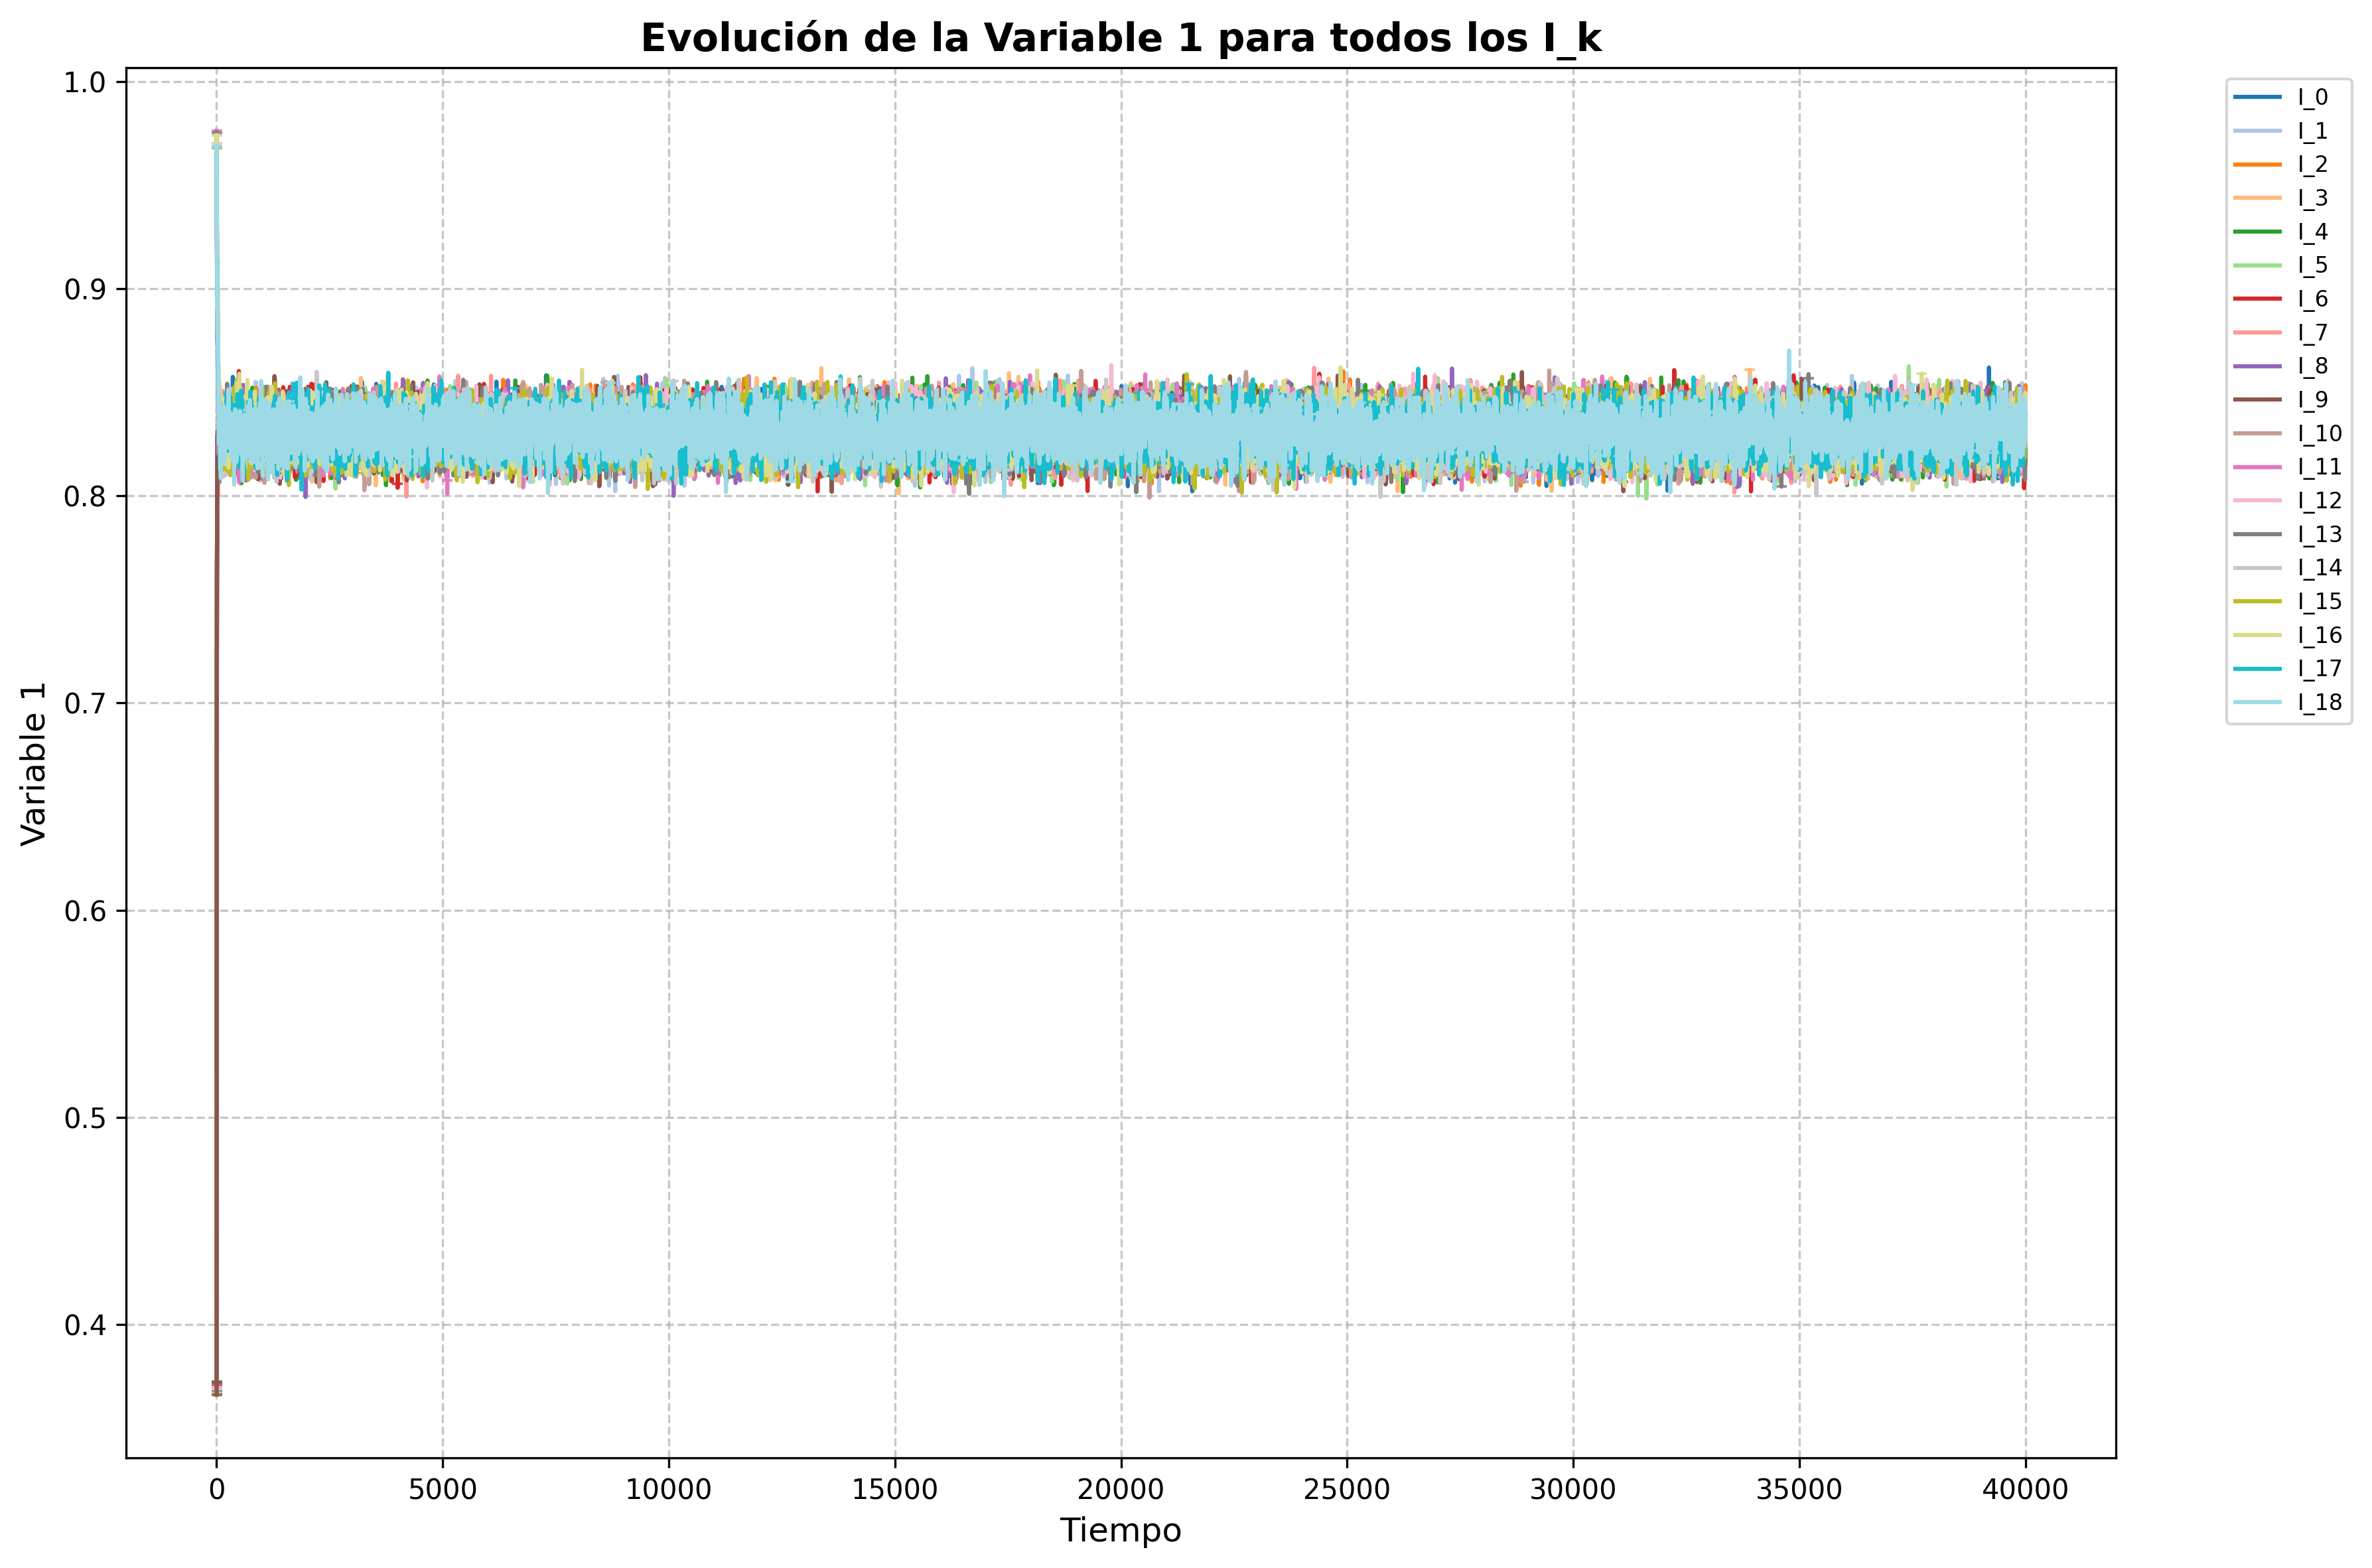 Evolución de la Variable 1 para todos los I_k
1.0
0.9
0.8
0.7
0.6
0.5
0.4
Variable 1
0
5000
10000
15000
20000
25000
30000
35000
40000
Tiempo
I_0
I_1
I_2
I_3
I_4
I_5
I_6
I_7
I_8
I_9
I_10
I_11
I_12
I_13
I_14
I_15
I_16
I_17
I_18